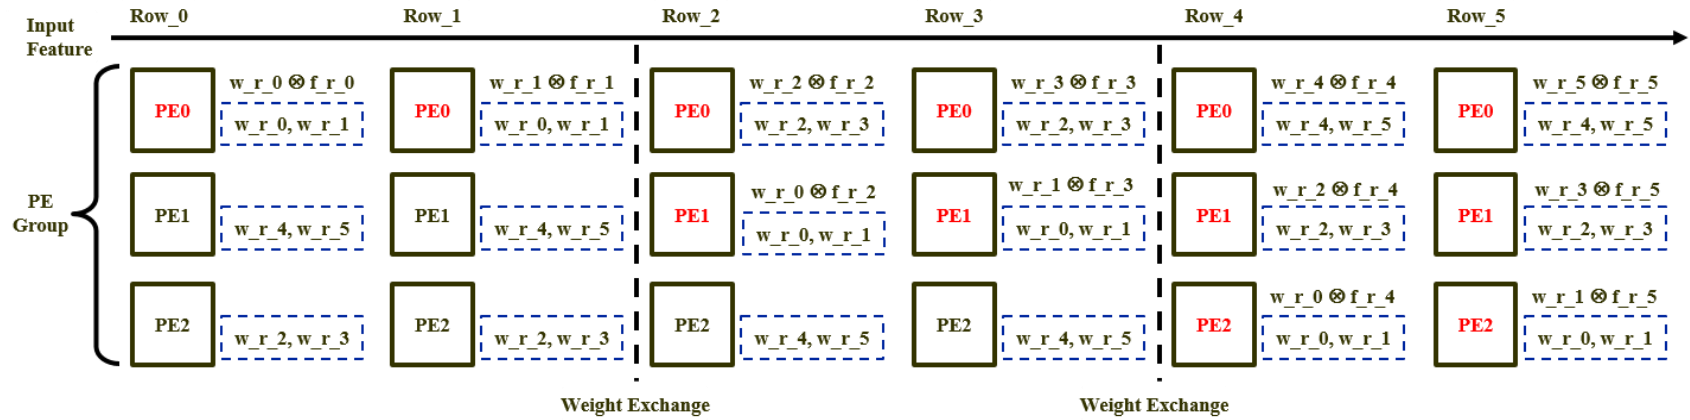 Input
Feature
Row_0 Row_1 Row_2 Row_3 Row_4 Row_5
w_r_0 ⊗ f_r_0 w_r_1 ⊗ f_r_1 w_r_2 ⊗ f_r_2 w_r_3 ⊗ f_r_3 w_r_4 ⊗ f_r_4 w_r_5 ⊗ f_r_5
PE0 w_r_0, w_r_1 PE0 w_r_0, w_r_1 PE0 w_r_2, w_r_3 PE0 w_r_2, w_r_3 PE0 w_r_4, w_r_5 PE0 w_r_4, w_r_5
PE
Group
w_r_0 ⊗ f_r_2 w_r_1 ⊗ f_r_3 w_r_2 ⊗ f_r_4 w_r_3 ⊗ f_r_5
PE1 w_r_4, w_r_5 PE1 w_r_4, w_r_5 PE1 w_r_0, w_r_1 PE1 w_r_0, w_r_1 PE1 w_r_2, w_r_3 PE1 w_r_2, w_r_3
w_r_0 ⊗ f_r_4 w_r_1 ⊗ f_r_5
PE2 w_r_2, w_r_3 PE2 w_r_2, w_r_3 PE2 w_r_4, w_r_5 PE2 w_r_4, w_r_5 PE2 w_r_0, w_r_1 PE2 w_r_0, w_r_1
Weight Exchange Weight Exchange